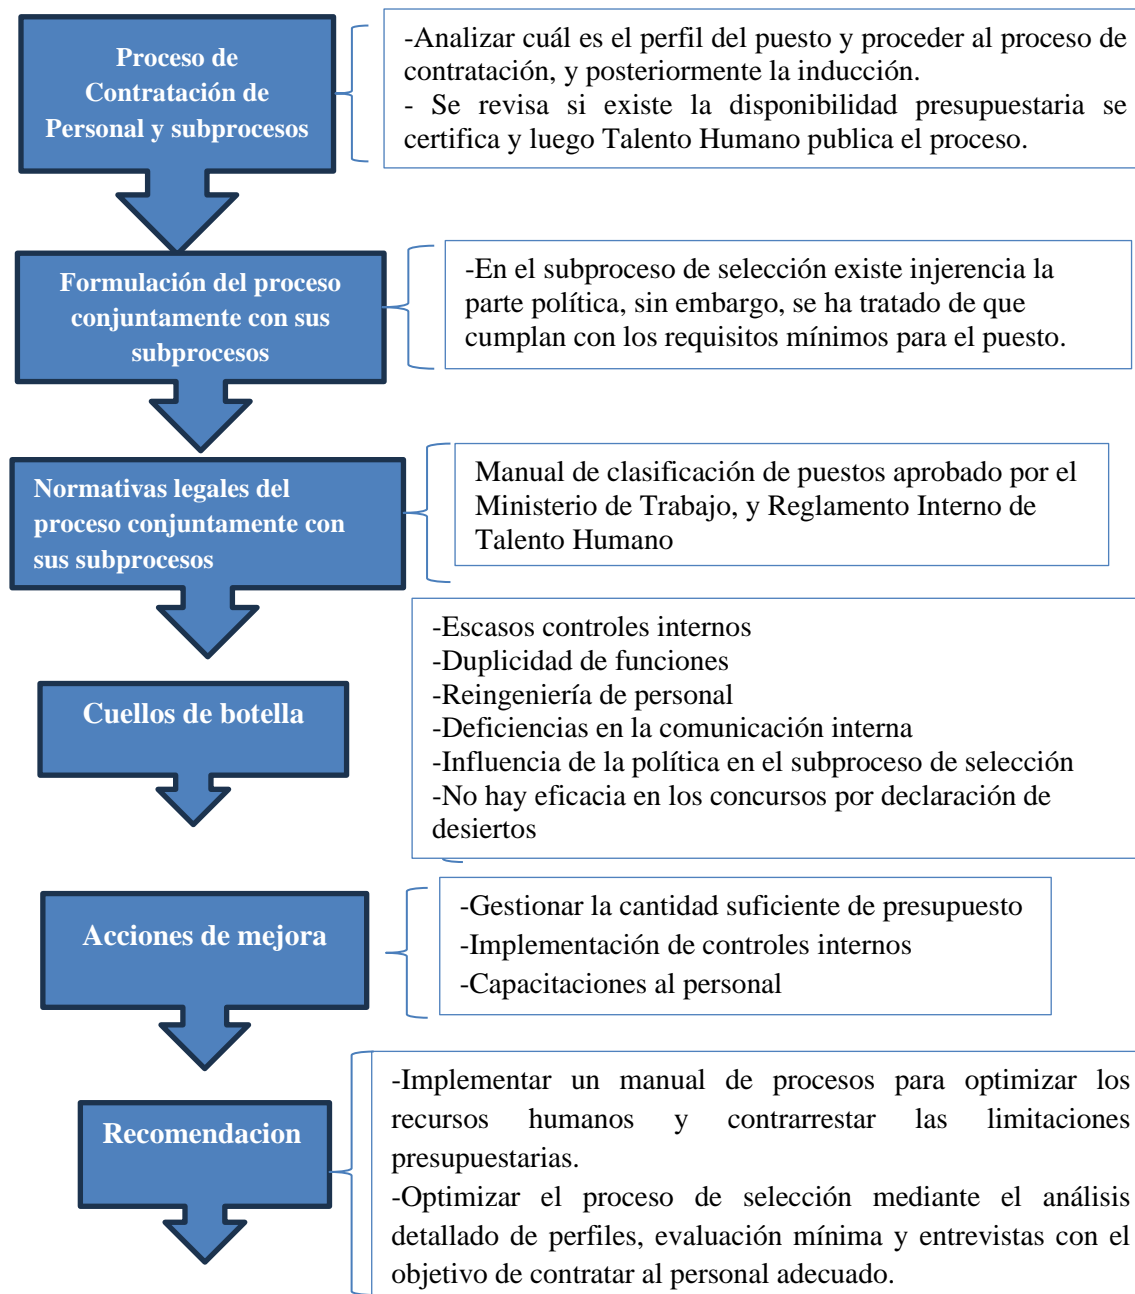 Proceso de
Contratación de
Personal y subprocesos
-Analizar cuál es el perfil del puesto y proceder al proceso de
contratación, y posteriormente la inducción.
- Se revisa si existe la disponibilidad presupuestaria se
certifica y luego Talento Humano publica el proceso.
Formulación del proceso
conjuntamente con sus
subprocesos
-En el subproceso de selección existe injerencia la
parte política, sin embargo, se ha tratado de que
cumplan con los requisitos mínimos para el puesto.
Normativas legales del
proceso conjuntamente con
sus subprocesos
Manual de clasificación de puestos aprobado por el
Ministerio de Trabajo, y Reglamento Interno de
Talento Humano
Cuellos de botella
-Escasos controles internos
-Duplicidad de funciones
-Reingeniería de personal
-Deficiencias en la comunicación interna
-Influencia de la política en el subproceso de selección
-No hay eficacia en los concursos por declaración de
desiertos
Acciones de mejora
-Gestionar la cantidad suficiente de presupuesto
-Implementación de controles internos
-Capacitaciones al personal
Recomendacion
-Implementar un manual de procesos para optimizar los
recursos humanos y contrarrestar las limitaciones
presupuestarias.
-Optimizar el proceso de selección mediante el análisis
detallado de perfiles, evaluación mínima y entrevistas con el
objetivo de contratar al personal adecuado.